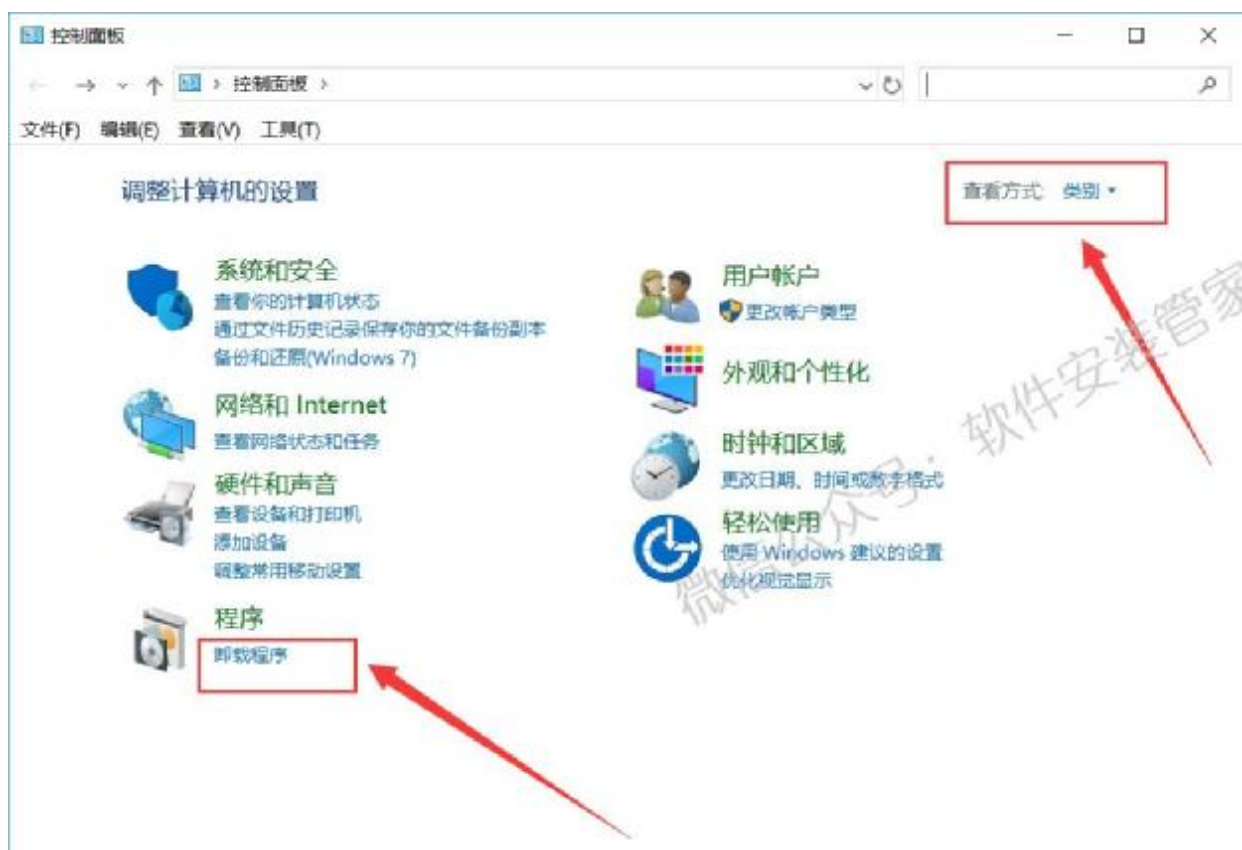 控制面板
控制面板
文件(F) 编辑(E) 查看(V) 工具(T)
调整计算机的设置
查看方式: 类别
系统和安全
查看你的计算机状态
通过文件历史记录保存你的文件备份副本
备份和还原(Windows 7)
网络和 Internet
查看网络状态和任务
硬件和声音
查看设备和打印机
添加设备
调整常用移动设置
程序
卸载程序
用户帐户
更改帐户类型
外观和个性化
时钟和区域
更改日期、时间或数字格式
轻松使用
使用 Windows 建议的设置
优化视觉显示
微信公众号：软件安装管家